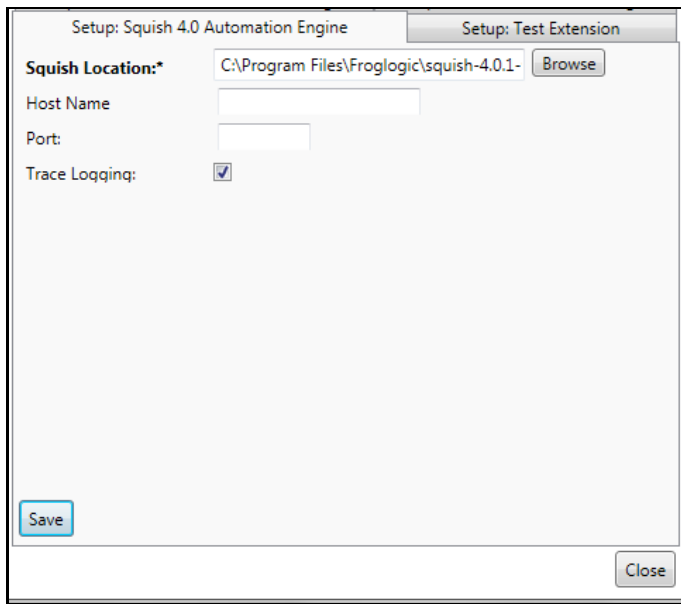 Setup: Squish 4.0 Automation Engine
Setup: Test Extension
Squish Location:* C:\Program Files\Froglogic\squish-4.0.1- Browse
Host Name
Port:
Trace Logging:
Save
Close